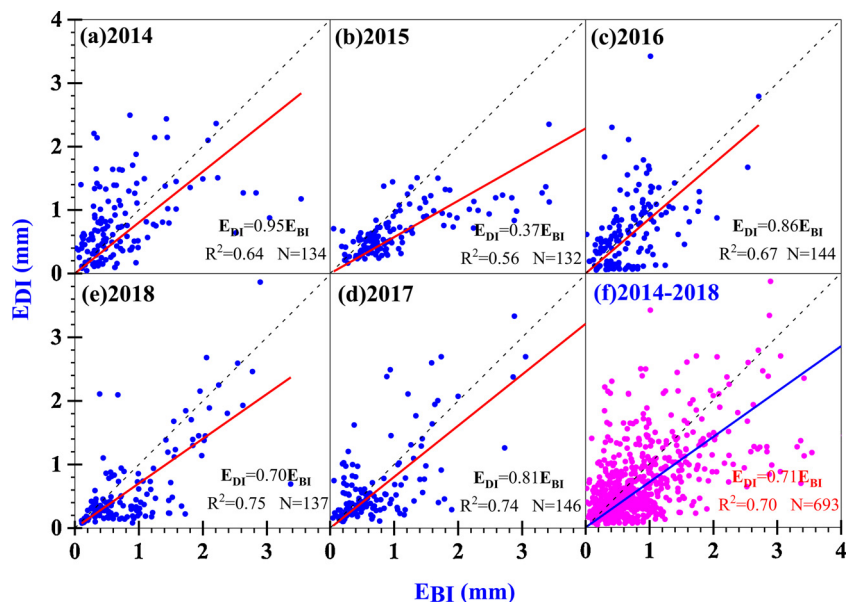 4
3
2
1
0
(a)2014
E_DI=0.95E_BI
R²=0.64 N=134
(b)2015
E_DI=0.37E_BI
R²=0.56 N=132
(c)2016
E_DI=0.86E_BI
R²=0.67 N=144
E_DI (mm)
3
2
1
0
(e)2018
E_DI=0.70E_BI
R²=0.75 N=137
(d)2017
E_DI=0.81E_BI
R²=0.74 N=146
(f)2014-2018
E_DI=0.71E_BI
R²=0.70 N=693
0 1 2 3 0 1 2 3 0 1 2 3 4
E_BI (mm)